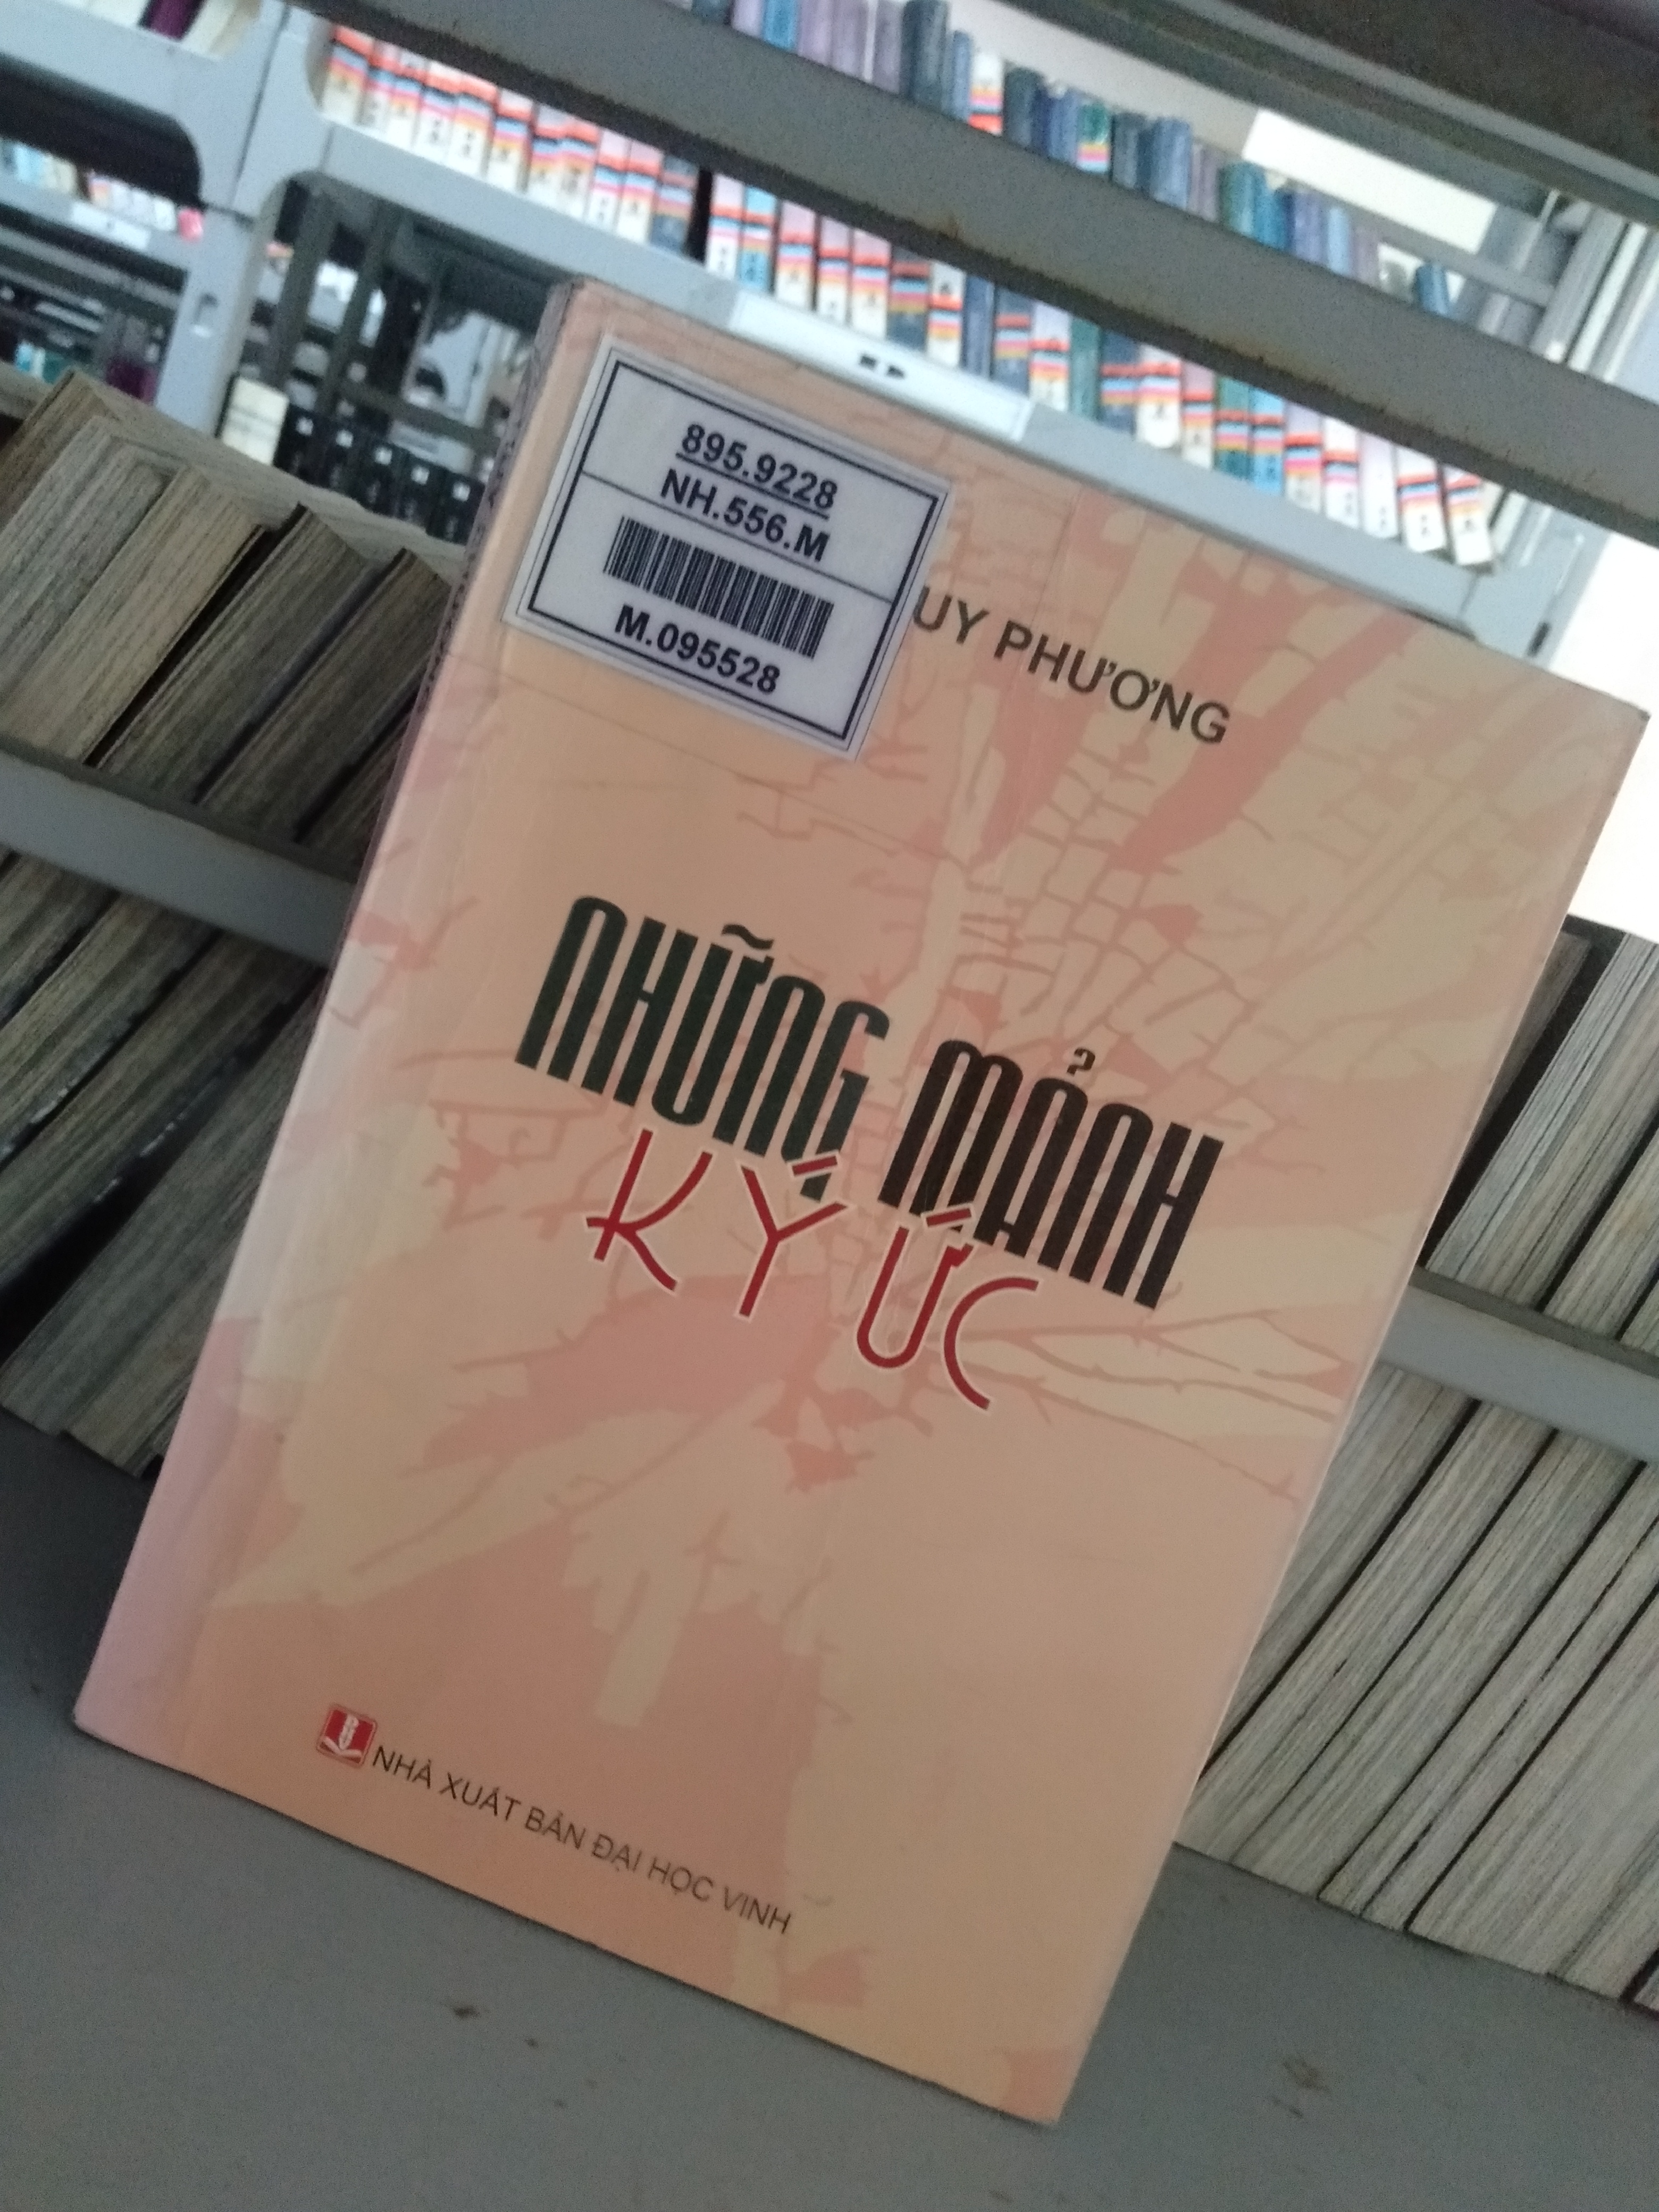 895.9228
NH.556.M
M.095528
UY PHƯƠNG
NHỮNG MẢNH
KÝ ỨC
NHÀ XUẤT BẢN ĐẠI HỌC VINH